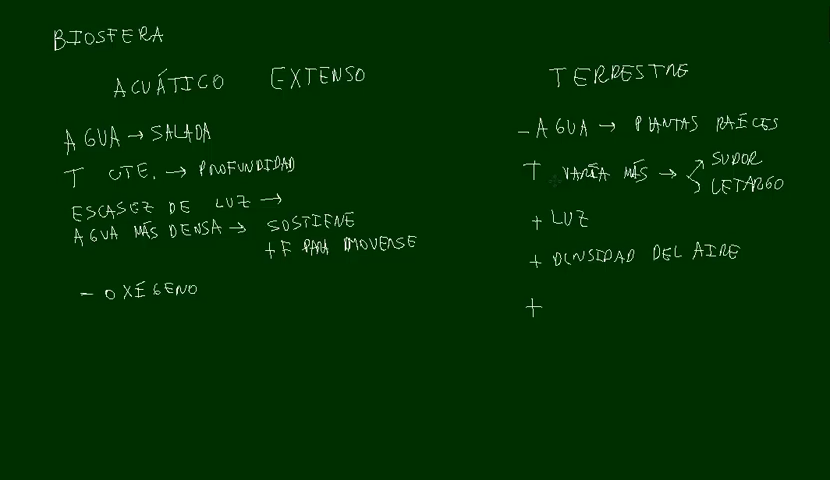 BIOSFERA
ACUÁTICO EXTENSO
AGUA → SALADA
T CTE. → PROFUNDIDAD
ESCASEZ DE LUZ →
AGUA MÁS DENSA → SOSTIENE
+ F PARA MOVERSE
- OXÍGENO
TERRESTRE
- AGUA → PLANTAS RAÍCES
T VARÍA MÁS → SUDOR
LETARGO
+ LUZ
+ DENSIDAD DEL AIRE
+